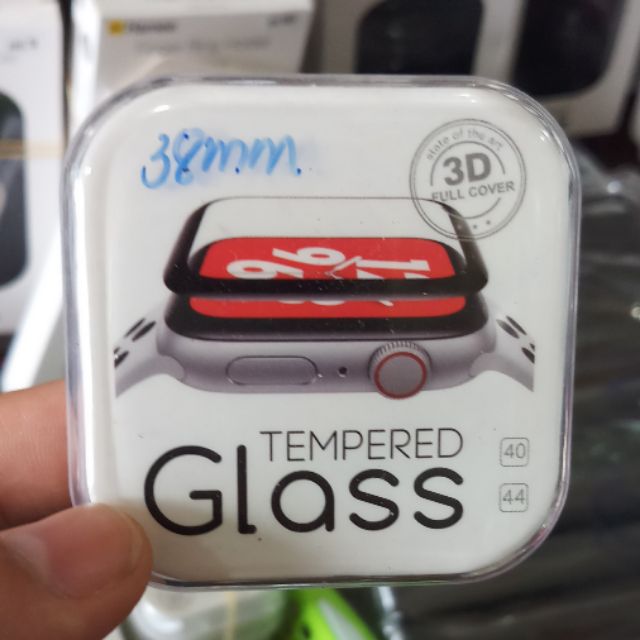 38mm.
state of the art
3D
FULL COVER
TEMPERED
Glass
40
44